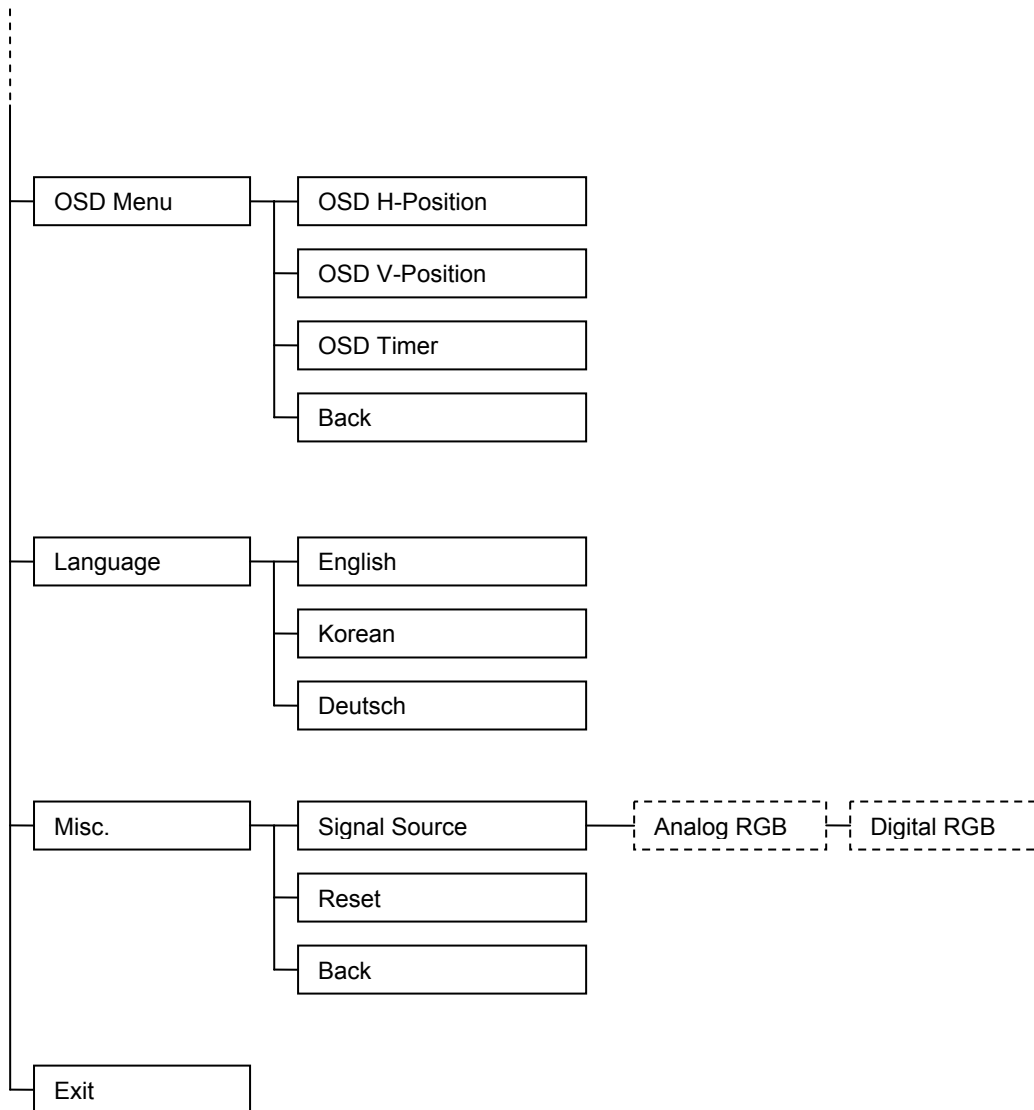 OSD Menu
OSD H-Position
OSD V-Position
OSD Timer
Back
Language
English
Korean
Deutsch
Misc.
Signal Source
Analog RGB
Digital RGB
Reset
Back
Exit